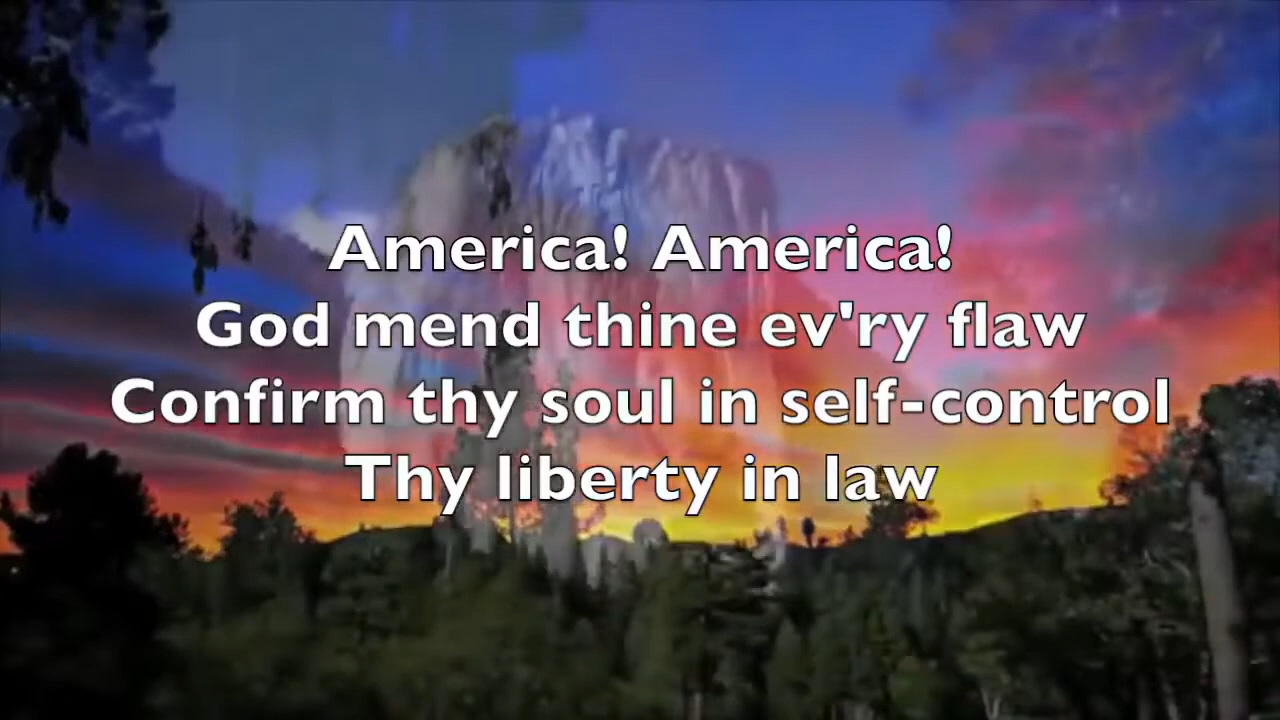 America! America!
God mend thine ev'ry flaw
Confirm thy soul in self-control
Thy liberty in law